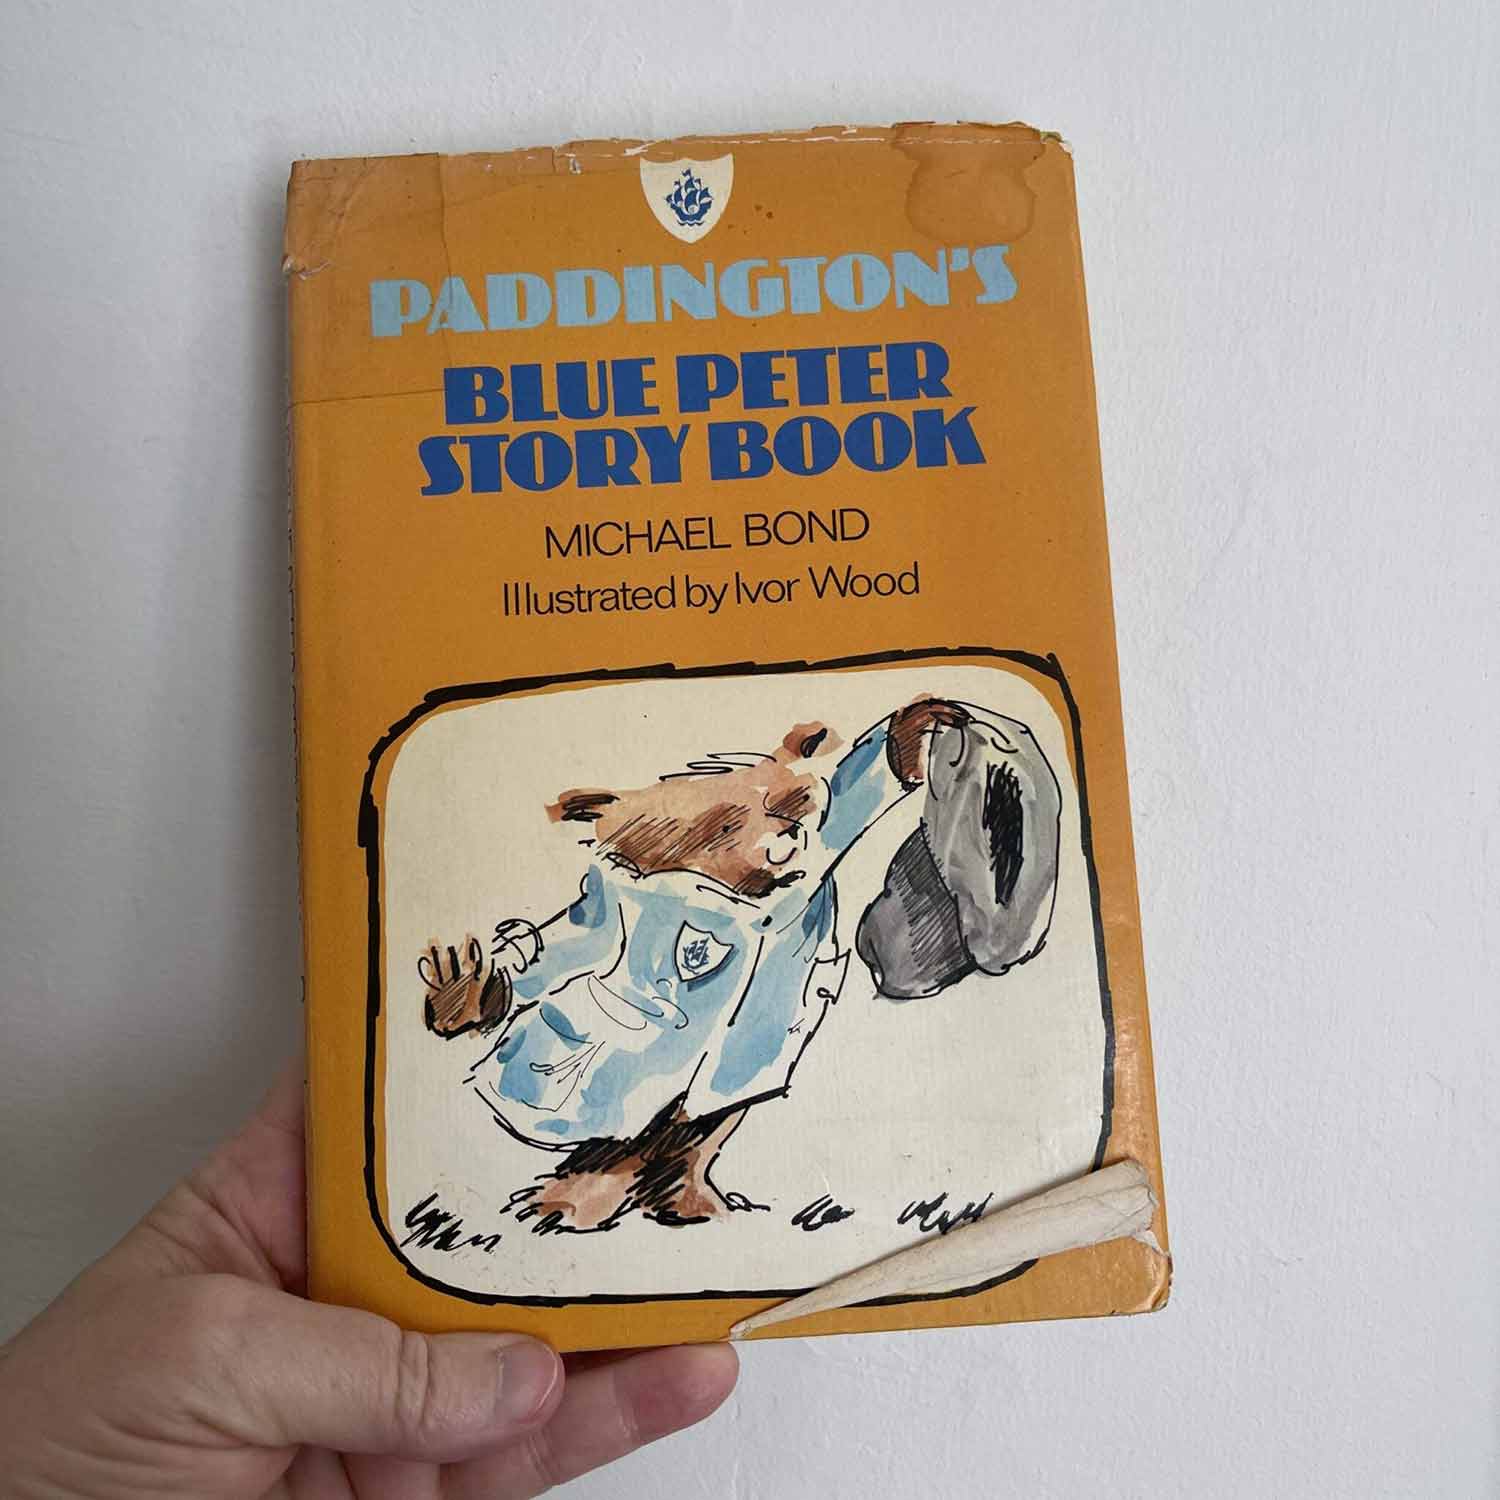 PADDINGTON'S
BLUE PETER
STORY BOOK
MICHAEL BOND
Illustrated by Ivor Wood